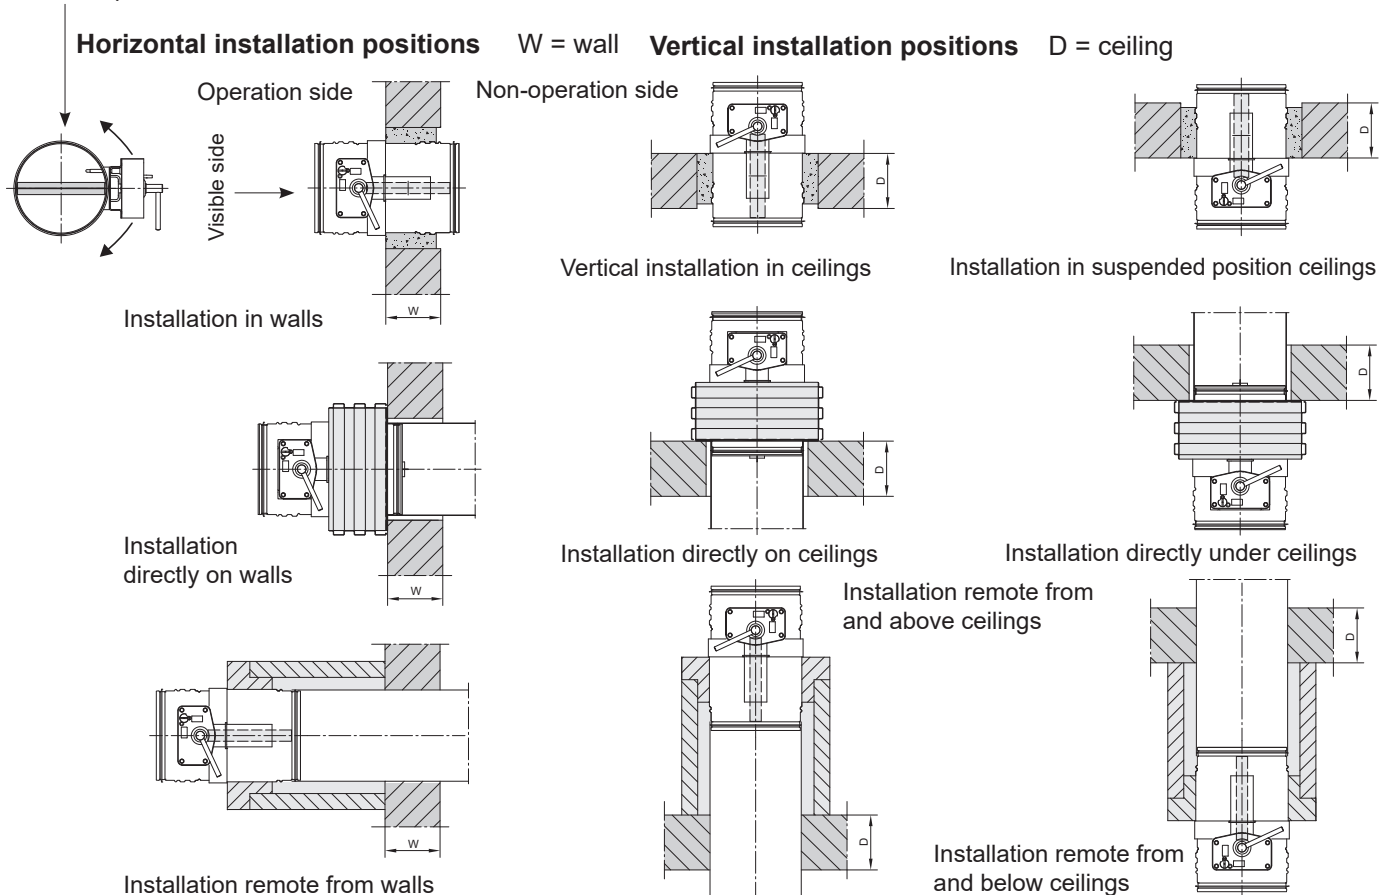 Horizontal installation positions W = wall Vertical installation positions D = ceiling
Operation side
Non-operation side
Visible side
D
D
Vertical installation in ceilings
Installation in suspended position ceilings
W
Installation in walls
D
D
Installation
directly on walls
Installation directly on ceilings
Installation directly under ceilings
W
Installation remote from
and above ceilings
D
D
W
Installation remote from walls
Installation remote from
and below ceilings